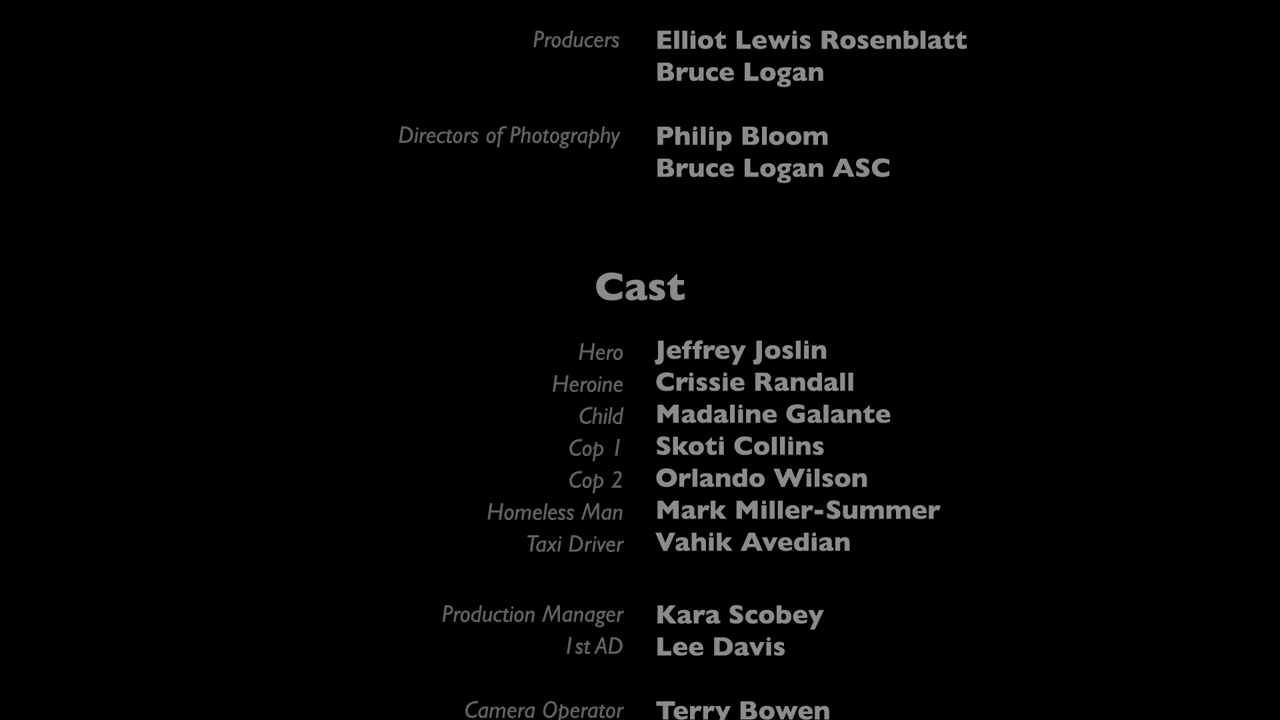 Producers Elliot Lewis Rosenblatt
Bruce Logan
Directors of Photography Philip Bloom
Bruce Logan ASC
Cast
Hero Jeffrey Joslin
Heroine Crissie Randall
Child Madaline Galante
Cop 1 Skoti Collins
Cop 2 Orlando Wilson
Homeless Man Mark Miller-Summer
Taxi Driver Vahik Avedian
Production Manager Kara Scobey
1st AD Lee Davis
Camera Operator Terry Bowen